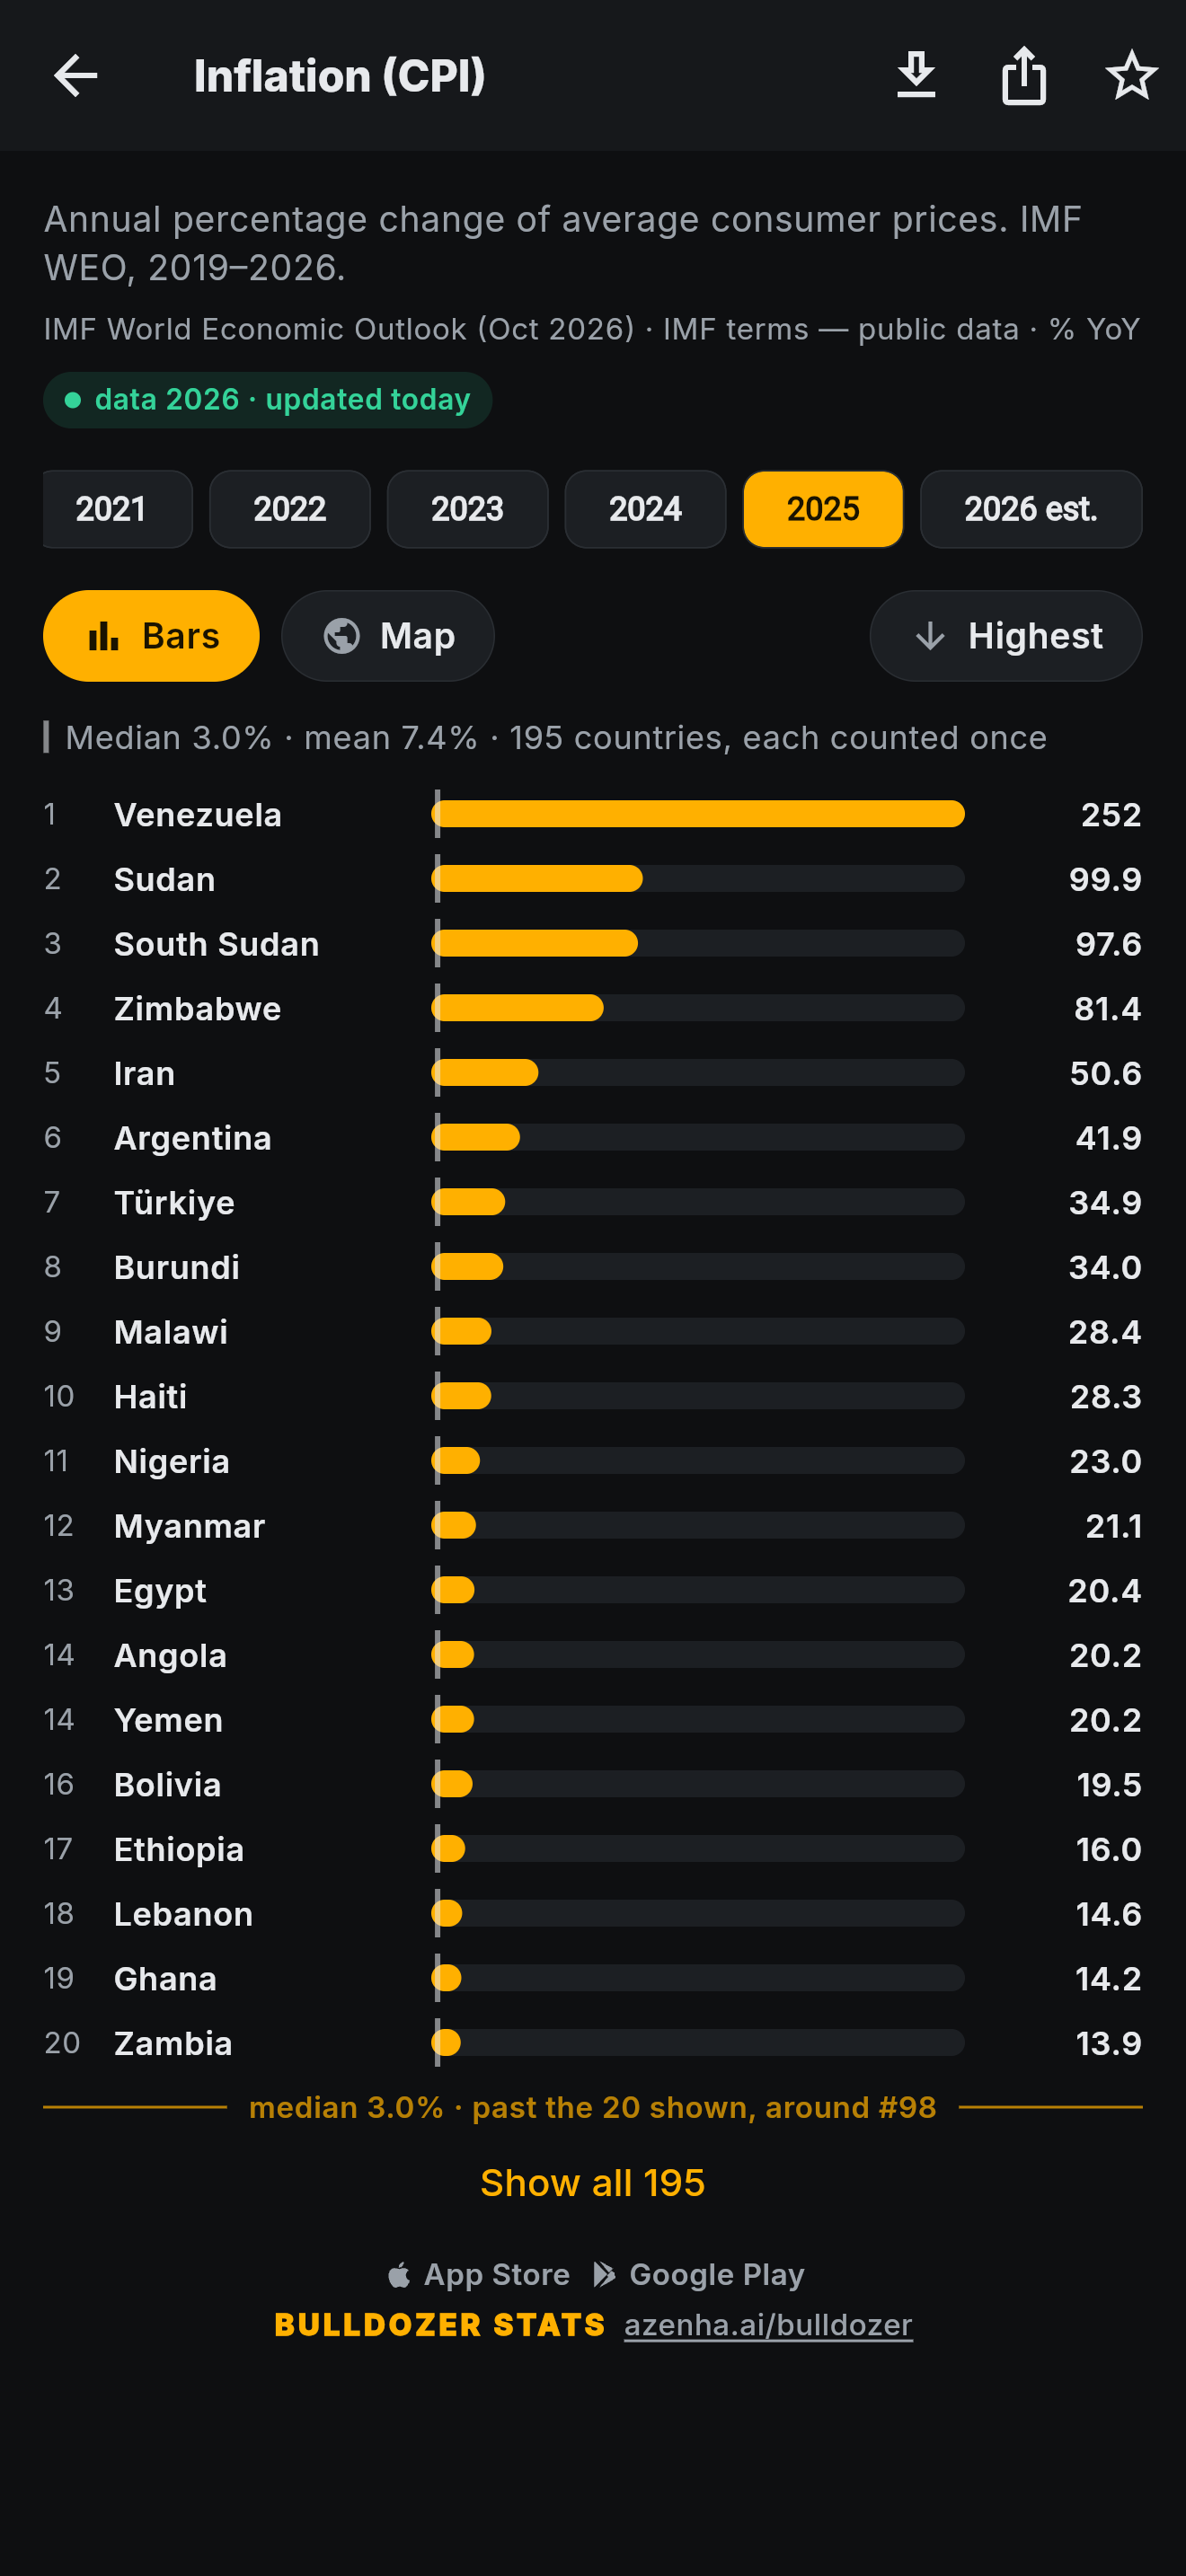 Inflation (CPI)
Annual percentage change of average consumer prices. IMF
WEO, 2019–2026.
IMF World Economic Outlook (Oct 2026) · IMF terms — public data · % YoY
data 2026 · updated today
2021 2022 2023 2024 2025 2026 est.
Bars Map Highest
Median 3.0% · mean 7.4% · 195 countries, each counted once
1 Venezuela 252
2 Sudan 99.9
3 South Sudan 97.6
4 Zimbabwe 81.4
5 Iran 50.6
6 Argentina 41.9
7 Türkiye 34.9
8 Burundi 34.0
9 Malawi 28.4
10 Haiti 28.3
11 Nigeria 23.0
12 Myanmar 21.1
13 Egypt 20.4
14 Angola 20.2
14 Yemen 20.2
16 Bolivia 19.5
17 Ethiopia 16.0
18 Lebanon 14.6
19 Ghana 14.2
20 Zambia 13.9
median 3.0% · past the 20 shown, around #98
Show all 195
App Store Google Play
BULLDOZER STATS azenha.ai/bulldozer